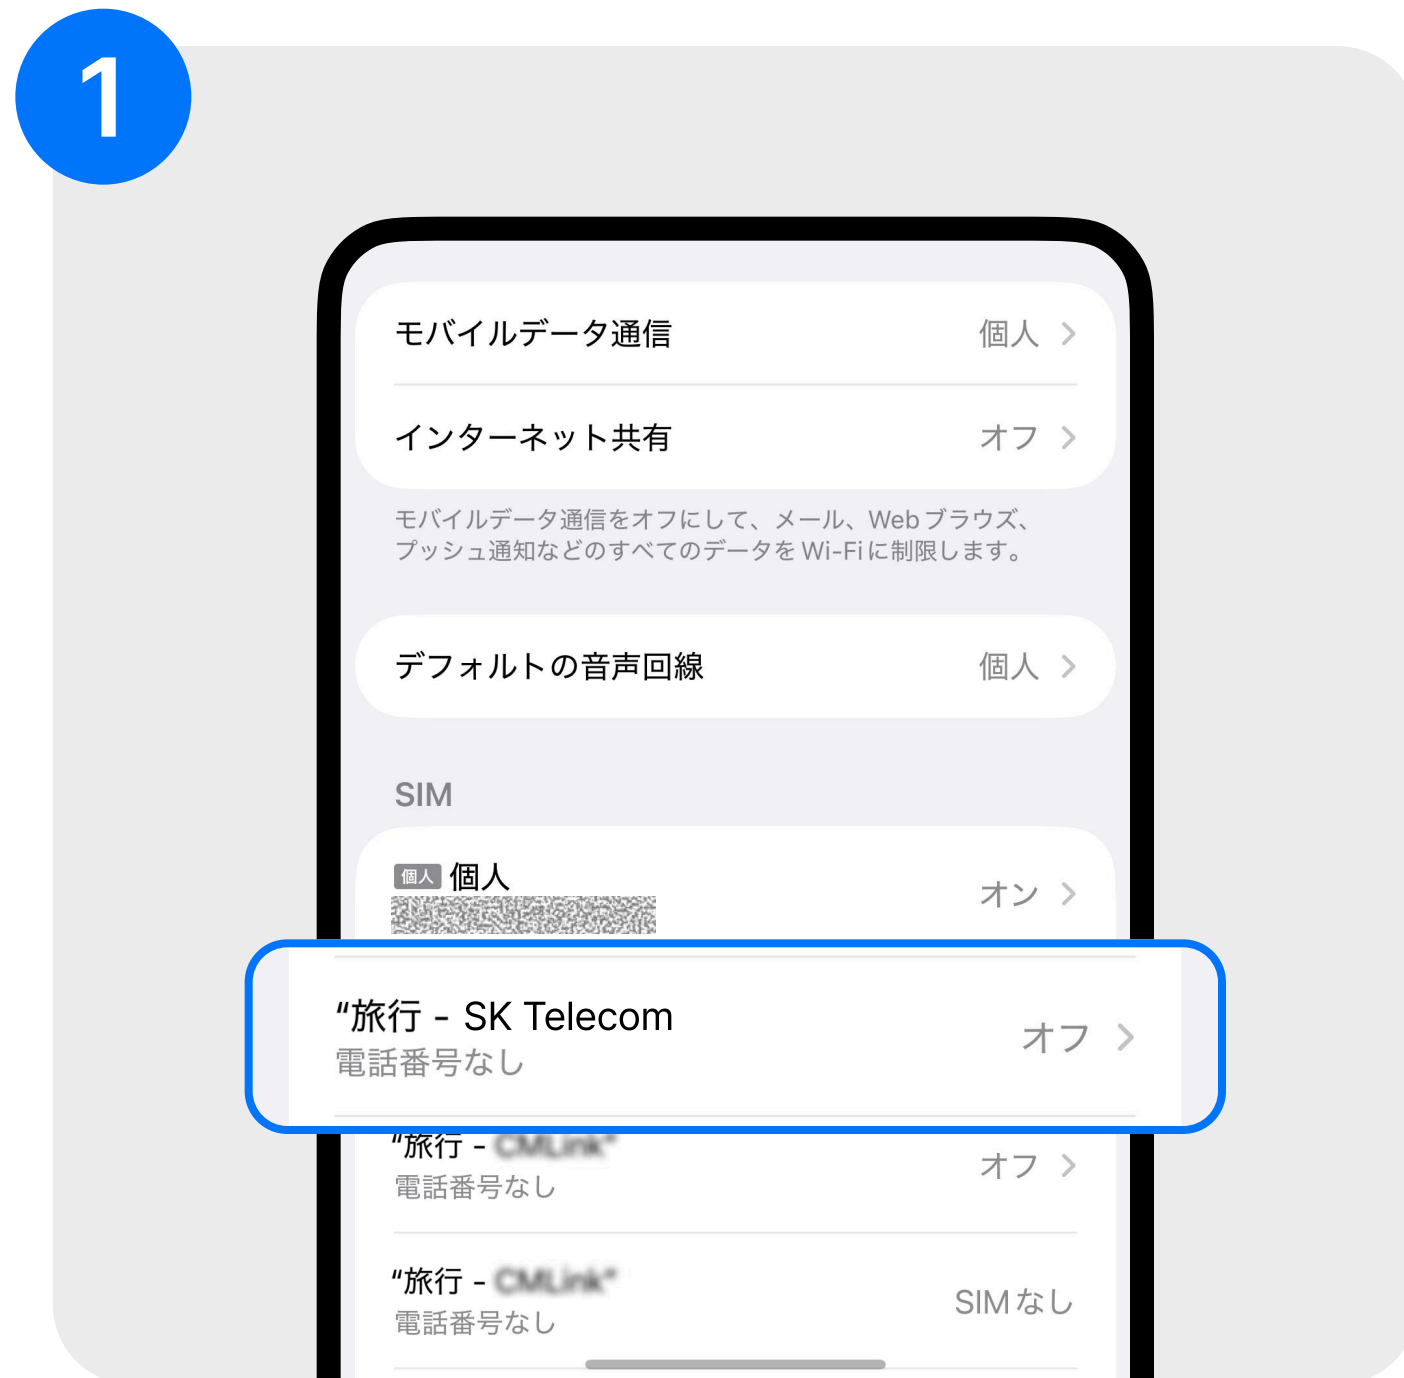 1
モバイルデータ通信 個人
インターネット共有 オフ
モバイルデータ通信をオフにして、メール、Webブラウズ、
プッシュ通知などのすべてのデータをWi-Fiに制限します。
デフォルトの音声回線 個人
SIM
個人 個人
オン
“旅行 - SK Telecom
オフ
電話番号なし
“旅行 - CMLink”
オフ
電話番号なし
“旅行 - CMLink”
SIMなし
電話番号なし